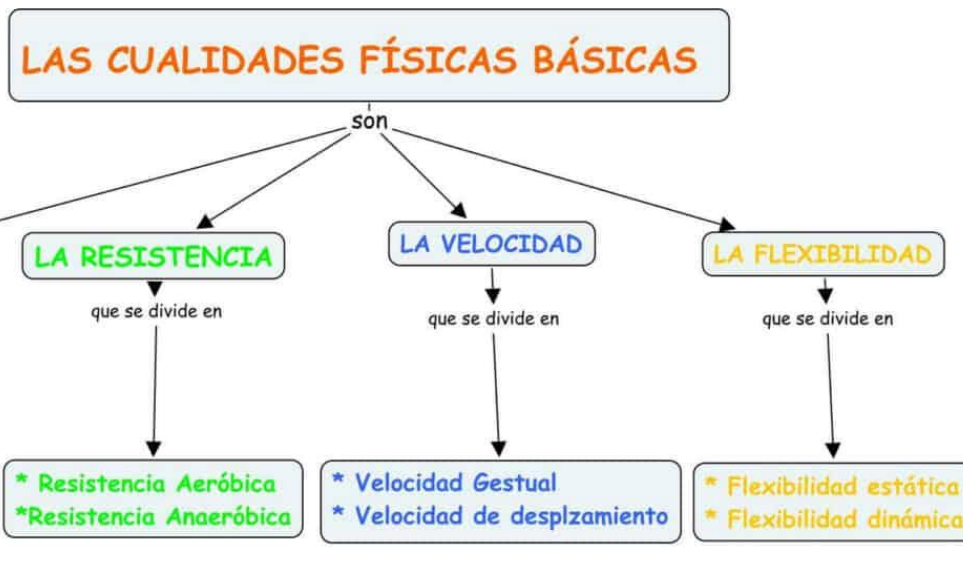 LAS CUALIDADES FÍSICAS BÁSICAS
son
LA RESISTENCIA
LA VELOCIDAD
LA FLEXIBILIDAD
que se divide en
que se divide en
que se divide en
* Resistencia Aeróbica
*Resistencia Anaeróbica
* Velocidad Gestual
* Velocidad de desplzamiento
* Flexibilidad estática
* Flexibilidad dinámica